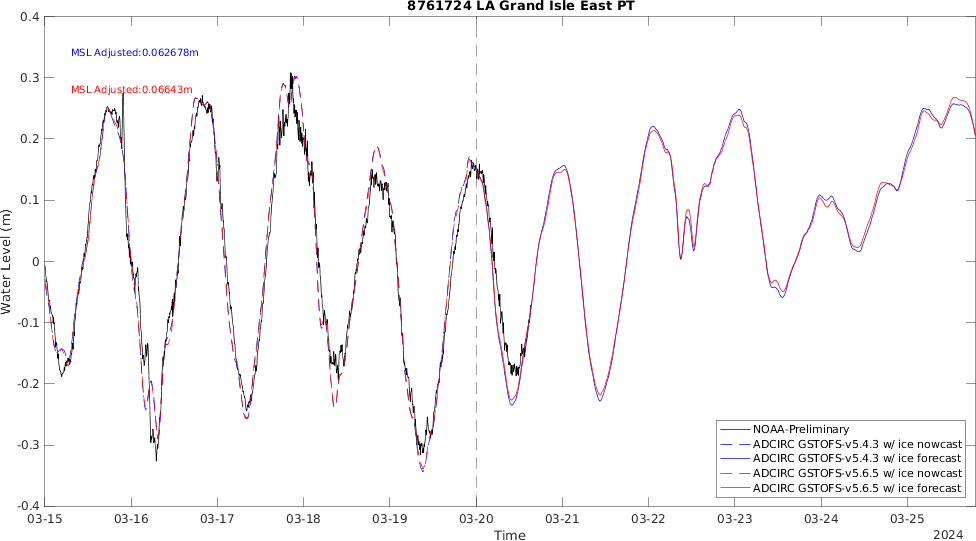 8761724 LA Grand Isle East PT
0.4
0.3
0.2
0.1
0
-0.1
-0.2
-0.3
-0.4
Water Level (m)
MSL Adjusted:0.062678m
MSL Adjusted:0.06643m
NOAA-Preliminary
ADCIRC GSTOFS-v5.4.3 w/ ice nowcast
ADCIRC GSTOFS-v5.4.3 w/ ice forecast
ADCIRC GSTOFS-v5.6.5 w/ ice nowcast
ADCIRC GSTOFS-v5.6.5 w/ ice forecast
03-15 03-16 03-17 03-18 03-19 03-20 03-21 03-22 03-23 03-24 03-25
Time
2024